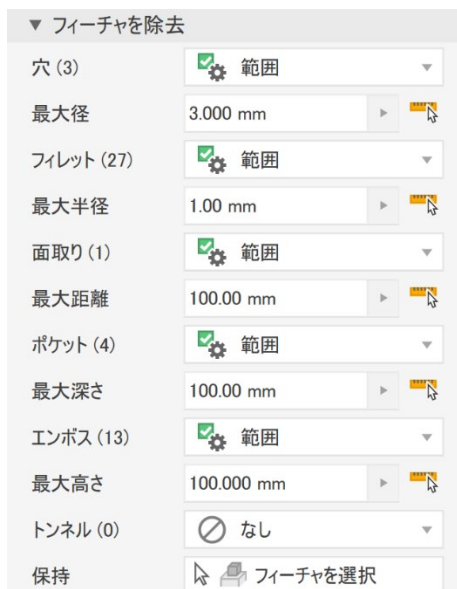 ▼ フィーチャを除去
穴 (3) 範囲
最大径 3.000 mm
フィレット (27) 範囲
最大半径 1.00 mm
面取り (1) 範囲
最大距離 100.00 mm
ポケット (4) 範囲
最大深さ 100.00 mm
エンボス (13) 範囲
最大高さ 100.000 mm
トンネル (0) なし
保持 フィーチャを選択